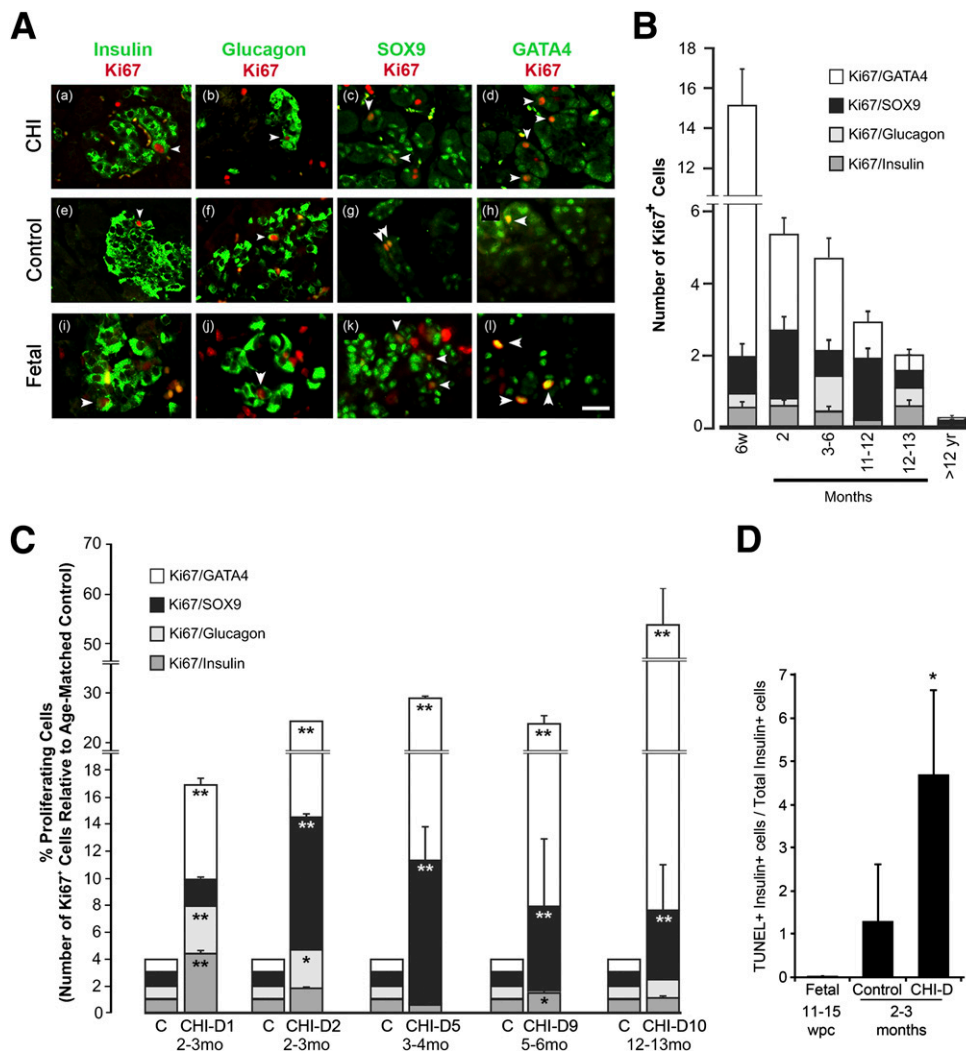 A
Insulin Glucagon SOX9 GATA4
Ki67 Ki67 Ki67 Ki67
CHI
(a) (b) (c) (d)
Control
(e) (f) (g) (h)
Fetal
(i) (j) (k) (l)
B
Number of Ki67+ Cells
18
16
14
12
6
4
2
0
Ki67/GATA4
Ki67/SOX9
Ki67/Glucagon
Ki67/Insulin
6w 2 3-6 11-12 12-13 >12 yr
Months
C
% Proliferating Cells
(Number of Ki67+ Cells Relative to Age-Matched Control)
70
60
50
30
20
18
16
14
12
10
8
6
4
2
0
Ki67/GATA4
Ki67/SOX9
Ki67/Glucagon
Ki67/Insulin
** ** **
** ** **
** ** *
** **
** *
** **
C CHI-D1 C CHI-D2 C CHI-D5 C CHI-D9 C CHI-D10
2-3mo 2-3mo 3-4mo 5-6mo 12-13mo
D
TUNEL+ Insulin+ cells / Total Insulin+ cells
7
6
5
4
3
2
1
0
*
Fetal Control CHI-D
11-15 2-3
wpc months